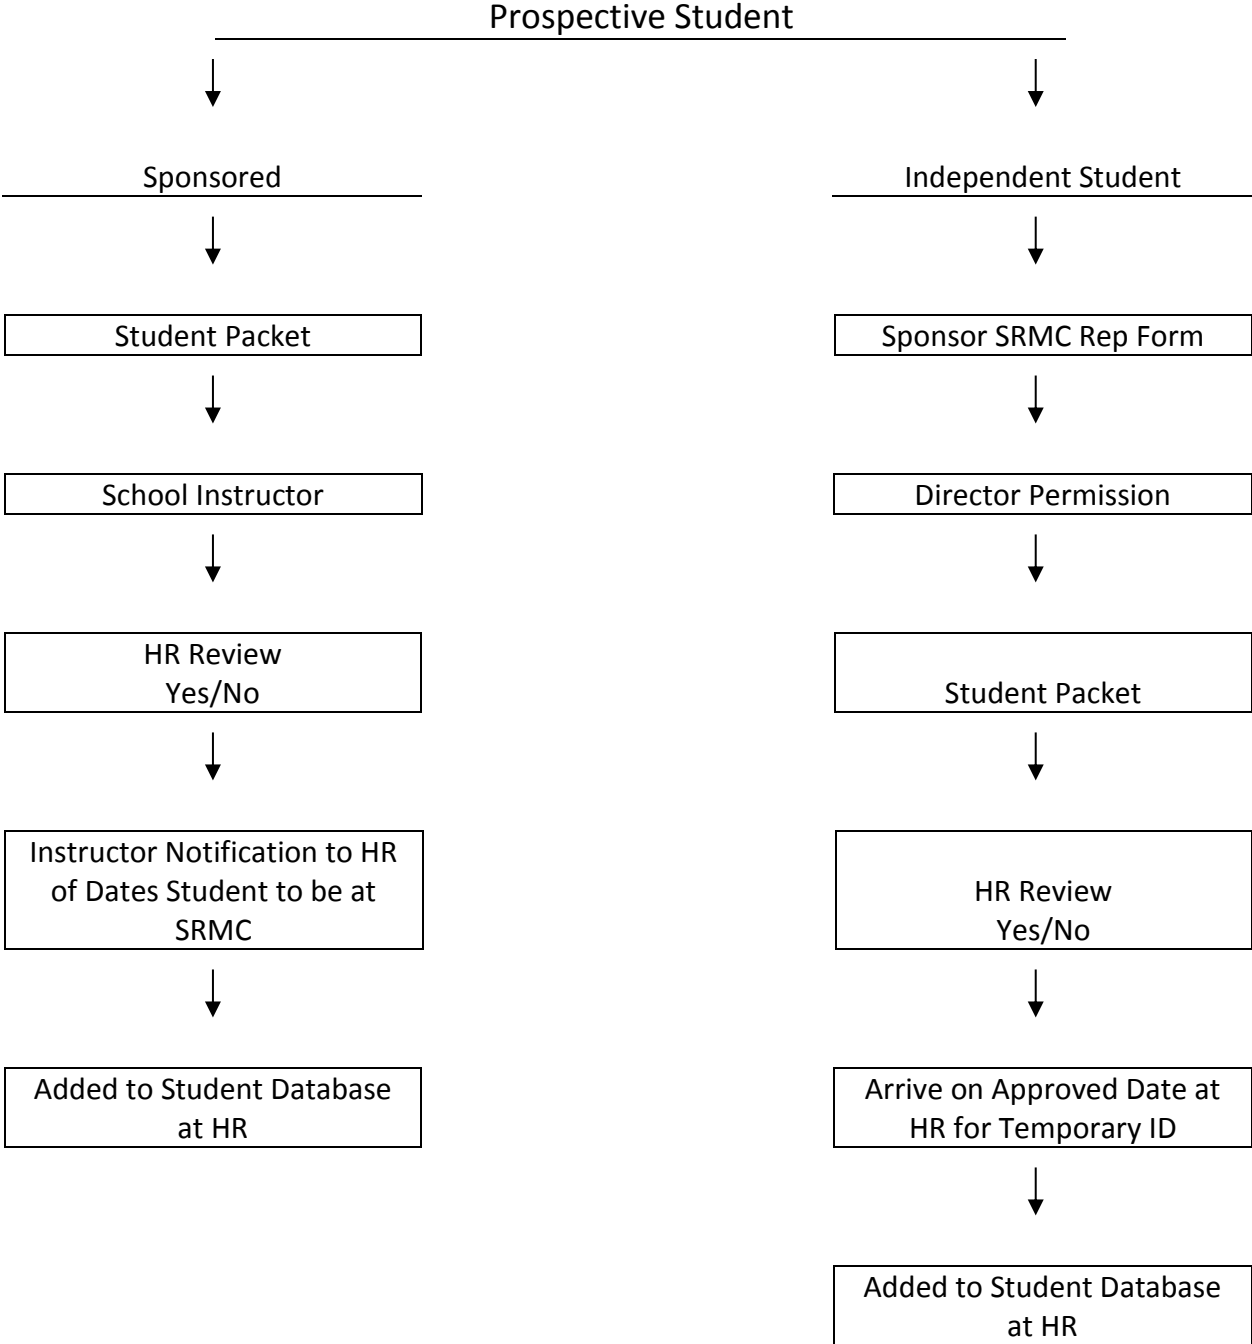 Prospective Student
Sponsored
Independent Student
Student Packet
Sponsor SRMC Rep Form
School Instructor
Director Permission
HR Review
Yes/No
Student Packet
Instructor Notification to HR
of Dates Student to be at
SRMC
HR Review
Yes/No
Added to Student Database
at HR
Arrive on Approved Date at
HR for Temporary ID
Added to Student Database
at HR